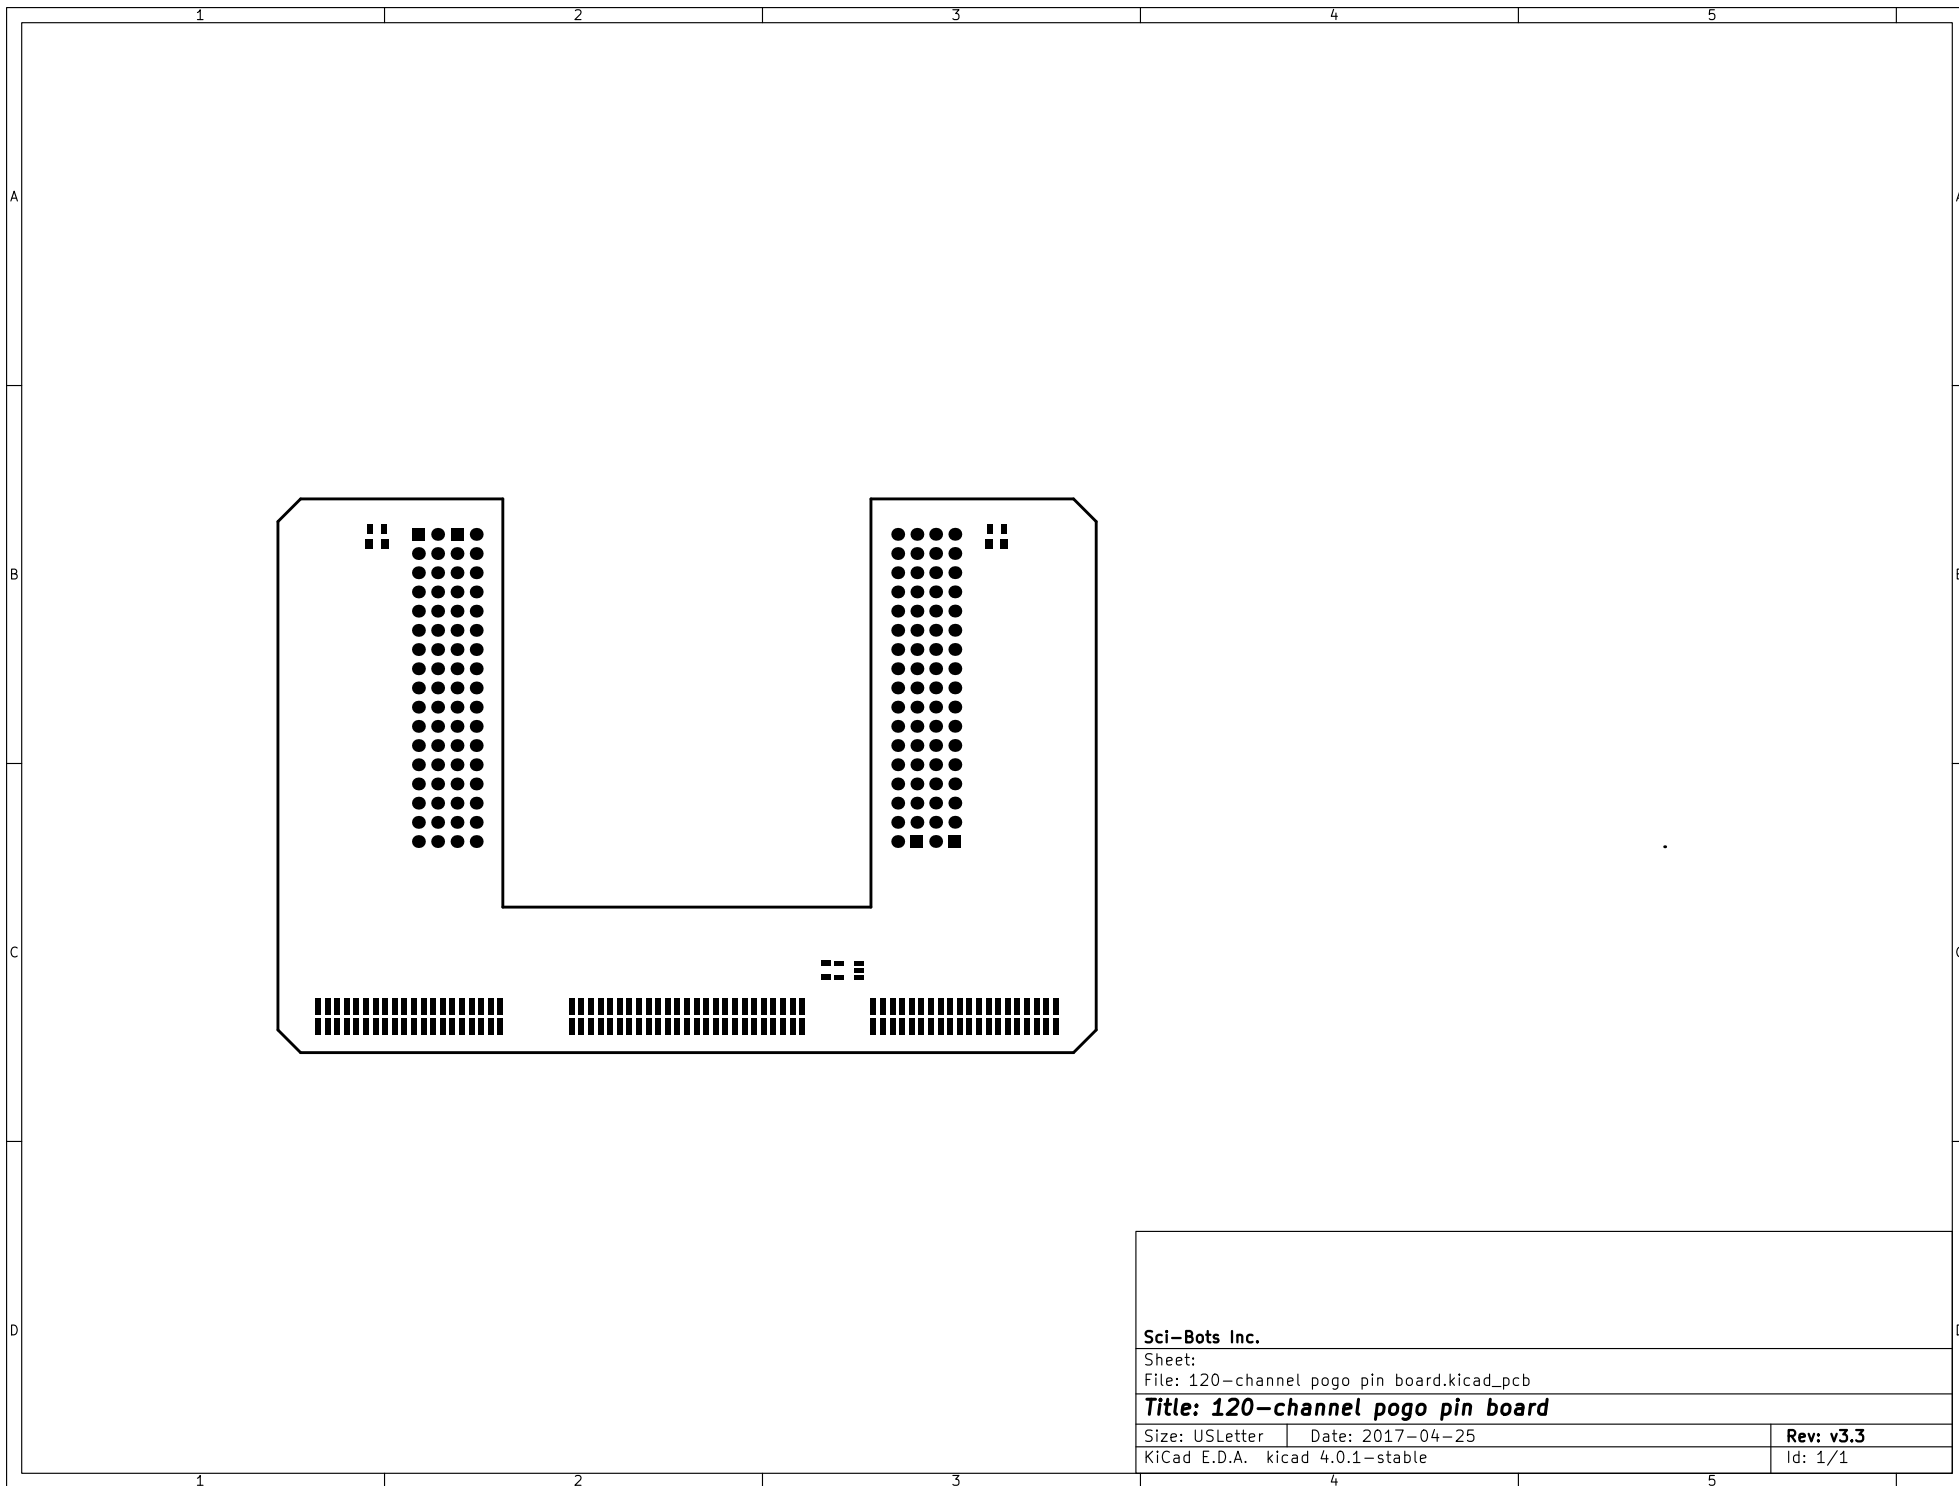 1 2 3 4 5
A A
B B
C C
D D
Sci-Bots Inc.
Sheet:
File: 120-channel pogo pin board.kicad_pcb
Title: 120-channel pogo pin board
Size: USLetter Date: 2017-04-25 Rev: v3.3
KiCad E.D.A. kicad 4.0.1-stable Id: 1/1
1 2 3 4 5